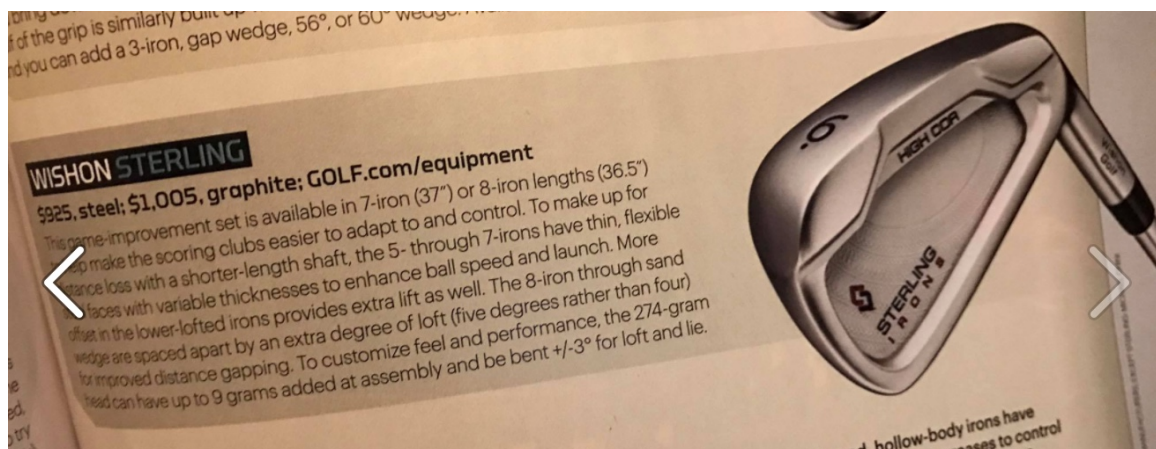 of the grip is similarly built up
you can add a 3-iron, gap wedge, 56°, or 60° wedge.
WISHON STERLING
$925, steel; $1,005, graphite; GOLF.com/equipment
This game-improvement set is available in 7-iron (37") or 8-iron lengths (36.5")
help make the scoring clubs easier to adapt to and control. To make up for
distance loss with a shorter-length shaft, the 5- through 7-irons have thin, flexible
faces with variable thicknesses to enhance ball speed and launch. More
offset in the lower-lofted irons provides extra lift as well. The 8-iron through sand
wedge are spaced apart by an extra degree of loft (five degrees rather than four)
for improved distance gapping. To customize feel and performance, the 274-gram
head can have up to 9 grams added at assembly and be bent +/-3° for loft and lie.
6.
HIGH COR
STERLING
IRONS
Wishon
Golf
hollow-body irons have
to control